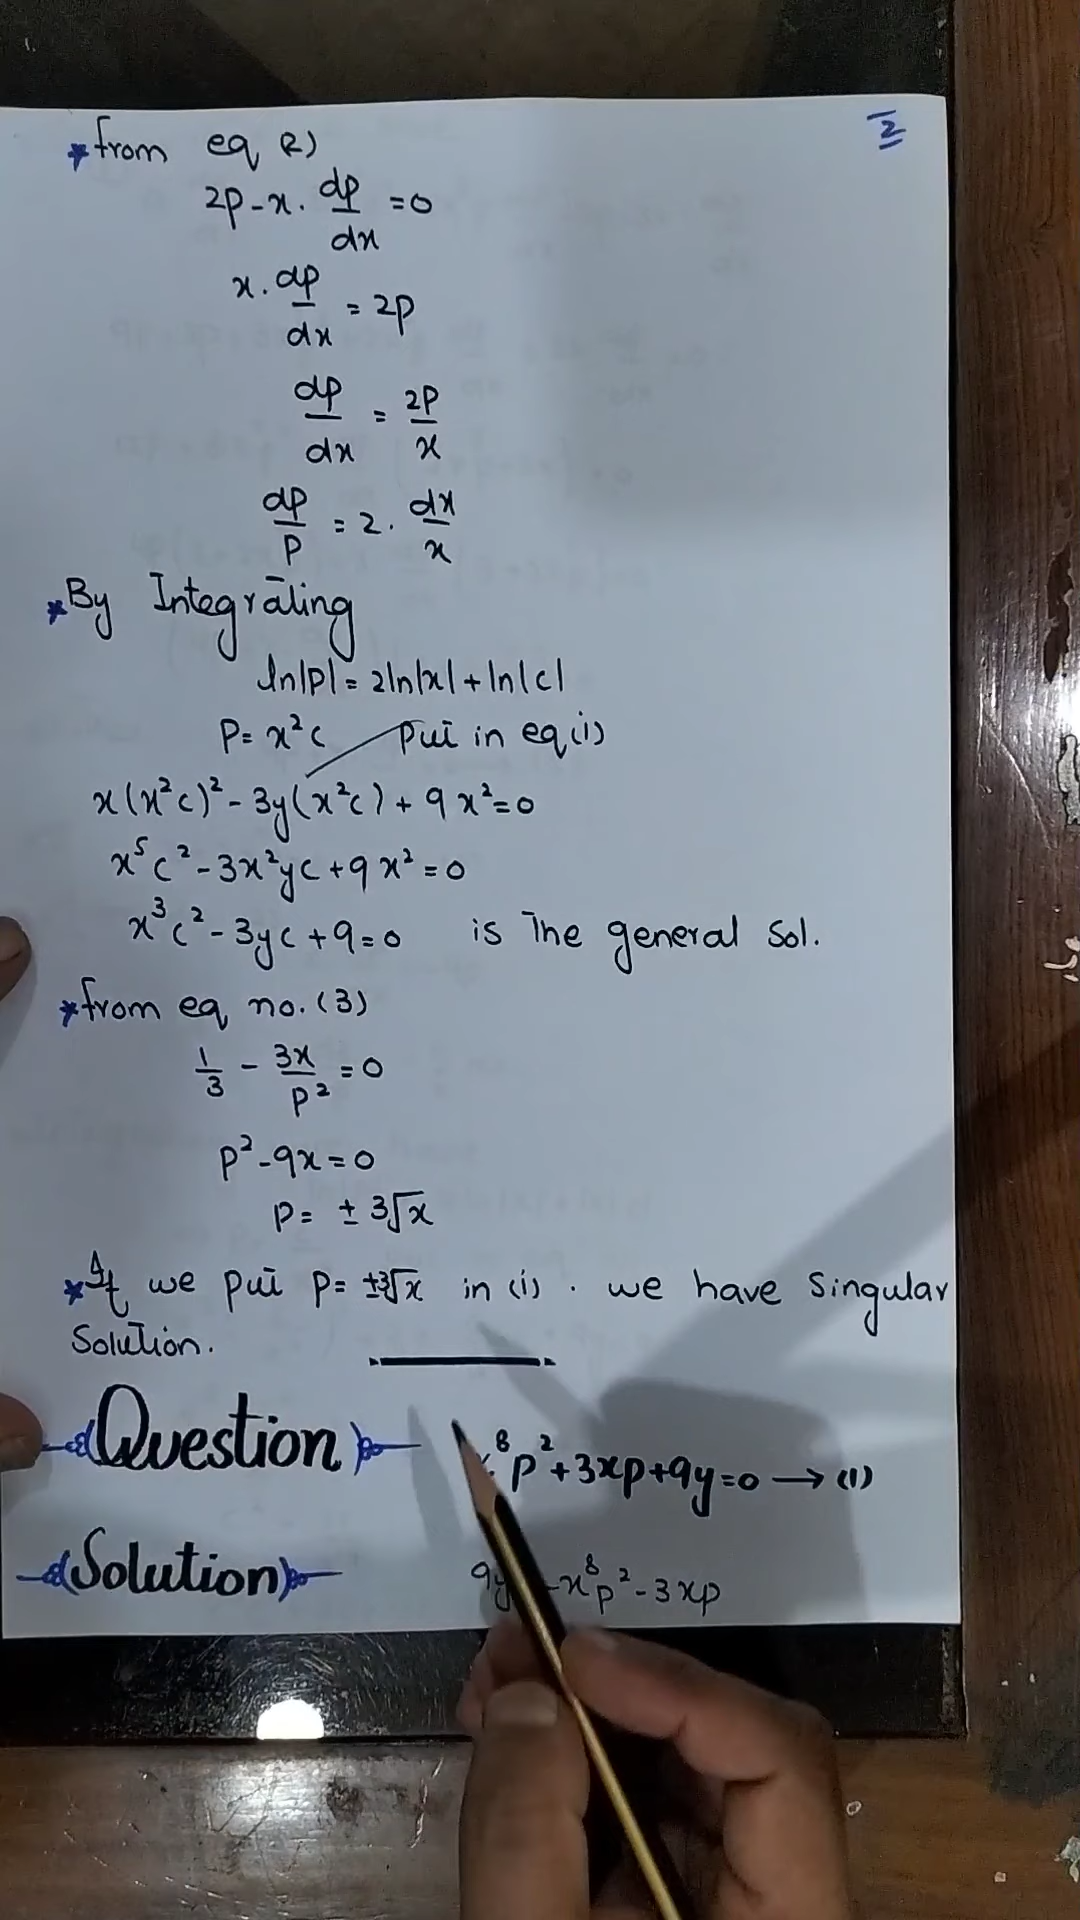 2
*from eq 2)
2p-x. dp/dx =0
x. dp/dx = 2p
dp/dx = 2p/x
dp/p = 2. dx/x
*By Integrating
ln|p| = 2ln|x| + ln|c|
P= x²c put in eq(i)
x(x²c)² - 3y(x²c) + 9x²=0
x⁵c² - 3x²yc + 9x² = 0
x³c² - 3yc + 9 = 0 is the general sol.
*from eq no. (3)
1/3 - 3x/p² = 0
p² - 9x = 0
p = ± 3√x
*If we put p= ±3√x in (i) . we have Singular
Solution.
Question ⁸p²+3xp+9y=0 → (1)
Solution 9y -x⁸p² - 3xp